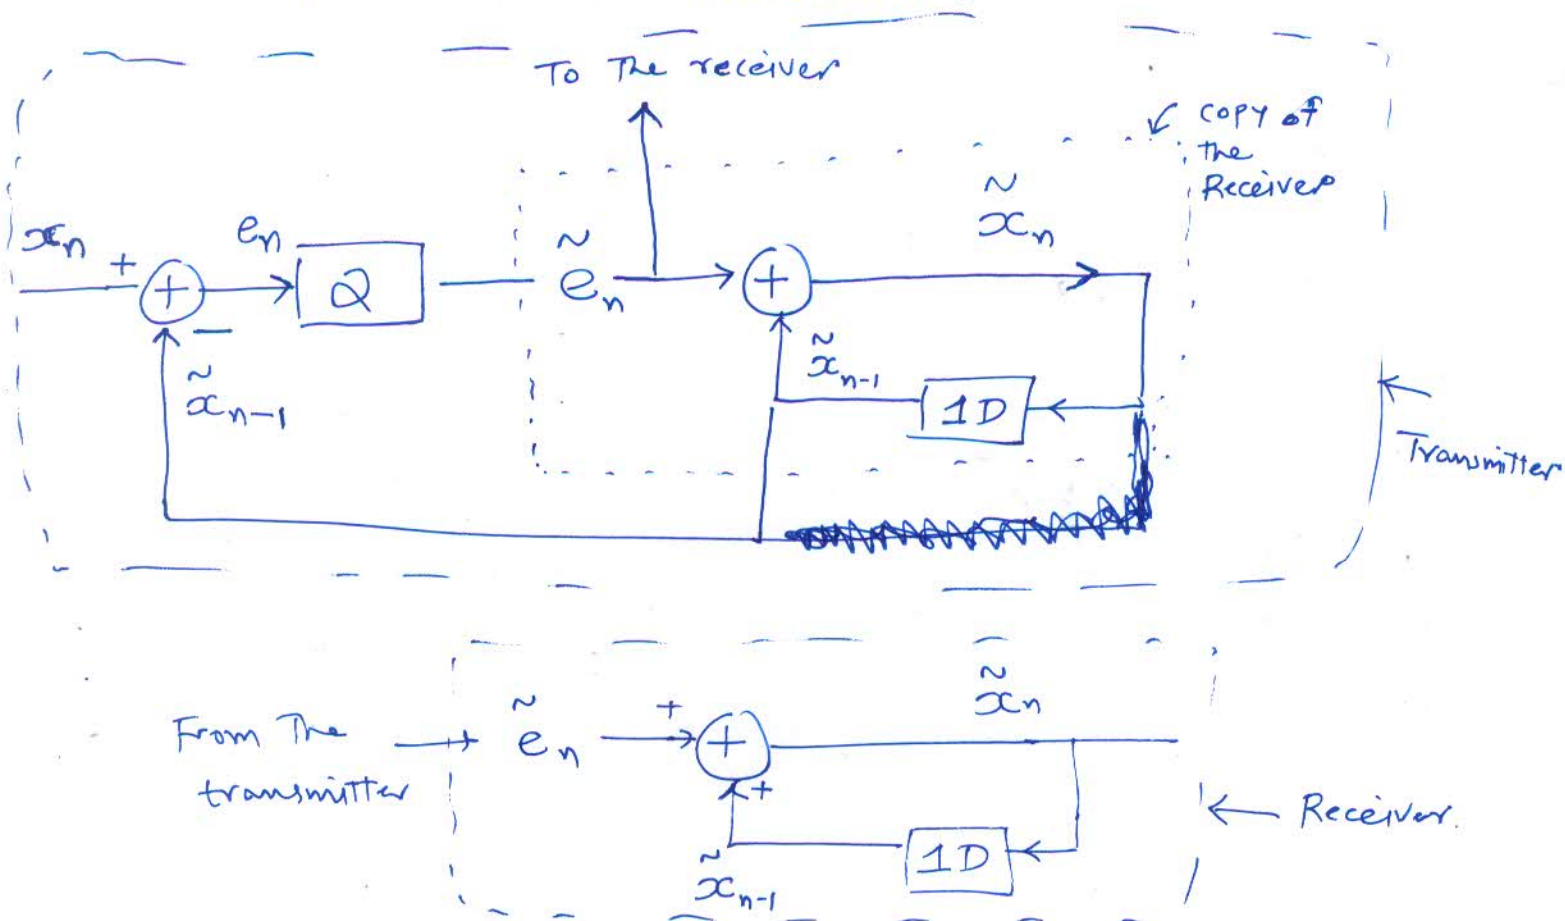 To The receiver
copy of
the
Receiver
x̃ₙ
xₙ + eₙ
+ Q ẽₙ +
−
x̃ₙ₋₁
x̃ₙ₋₁
1D
Transmitter
x̃ₙ
From The
transmitter
ẽₙ + +
+
1D
x̃ₙ₋₁
Receiver.